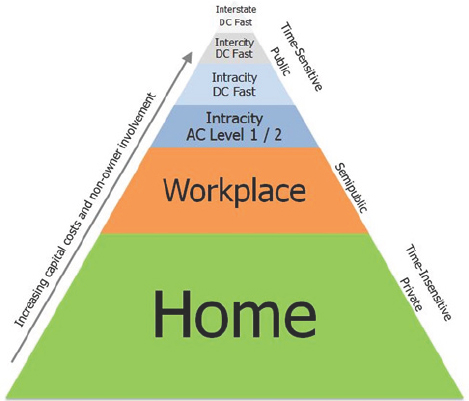 Interstate
DC Fast
Intercity
DC Fast
Intracity
DC Fast
Intracity
AC Level 1 / 2
Workplace
Home
Increasing capital costs and non-owner involvement
Time-Sensitive
Public
Semipublic
Time-Insensitive
Private